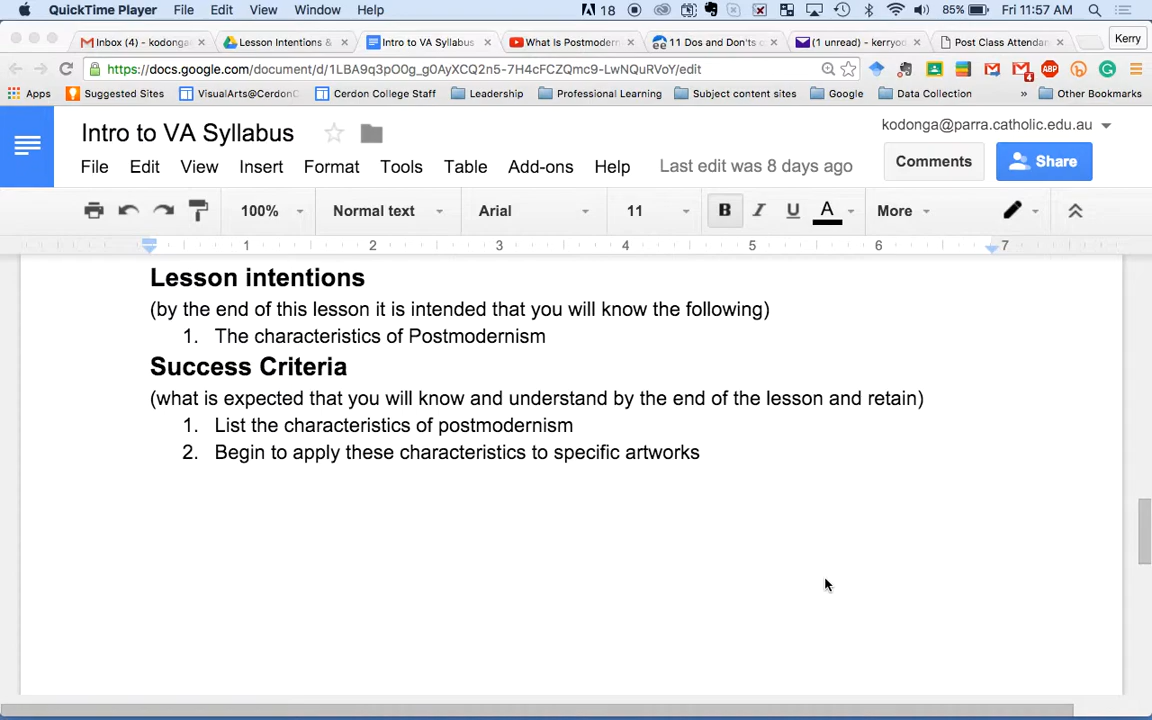 QuickTime Player File Edit View Window Help 18 85% Fri 11:57 AM
Inbox (4) - kodonga Lesson Intentions & Intro to VA Syllabus What Is Postmodern 11 Dos and Don'ts (1 unread) - kerryod Post Class Attendan Kerry
https://docs.google.com/document/d/1LBA9q3pO0g_g0AyXCQ2n5-7H4cFCZQmc9-LwNQuRVoY/edit
Apps Suggested Sites VisualArts@Cerdon Cerdon College Staff Leadership Professional Learning Subject content sites Google Data Collection » Other Bookmarks
Intro to VA Syllabus
kodonga@parra.catholic.edu.au
File Edit View Insert Format Tools Table Add-ons Help Last edit was 8 days ago Comments Share
100% Normal text Arial 11 B I U A More
1 2 3 4 5 6 7
Lesson intentions
(by the end of this lesson it is intended that you will know the following)
1. The characteristics of Postmodernism
Success Criteria
(what is expected that you will know and understand by the end of the lesson and retain)
1. List the characteristics of postmodernism
2. Begin to apply these characteristics to specific artworks